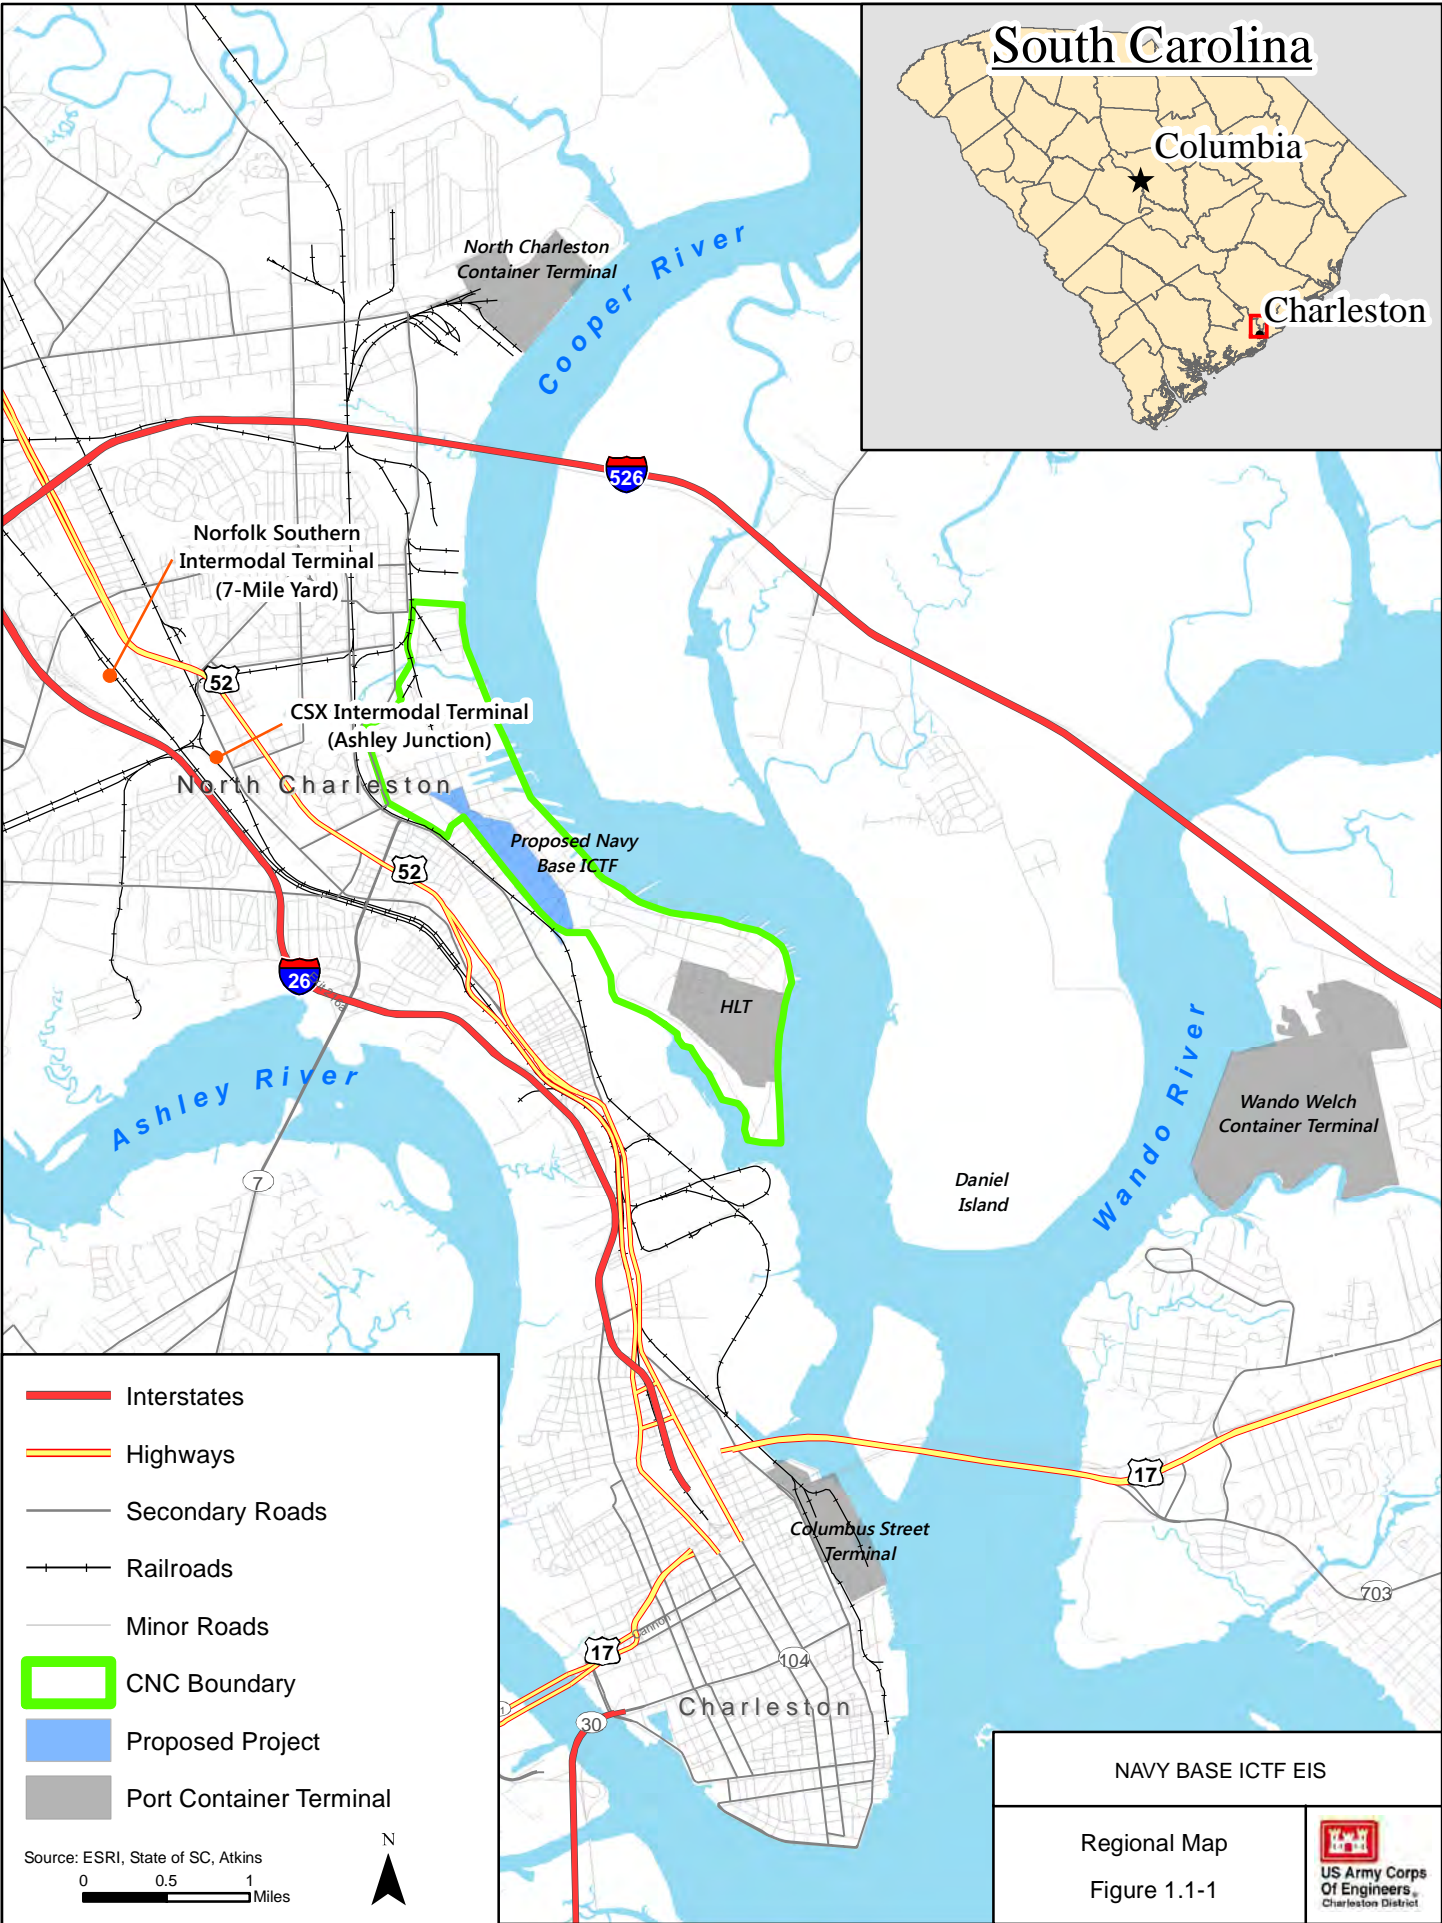 South Carolina
Columbia
Charleston
North Charleston
Container Terminal
Cooper River
526
Norfolk Southern
Intermodal Terminal
(7-Mile Yard)
52
CSX Intermodal Terminal
(Ashley Junction)
North Charleston
Proposed Navy
Base ICTF
52
26
HLT
Ashley River
Wando River
Wando Welch
Container Terminal
7
Daniel
Island
Interstates
Highways
Secondary Roads
Railroads
Minor Roads
CNC Boundary
Proposed Project
Port Container Terminal
Source: ESRI, State of SC, Atkins
0 0.5 1
Miles
N
17
Columbus Street
Terminal
703
Cannon
17
104
Charleston
30
NAVY BASE ICTF EIS
Regional Map
Figure 1.1-1
US Army Corps
Of Engineers®
Charleston District